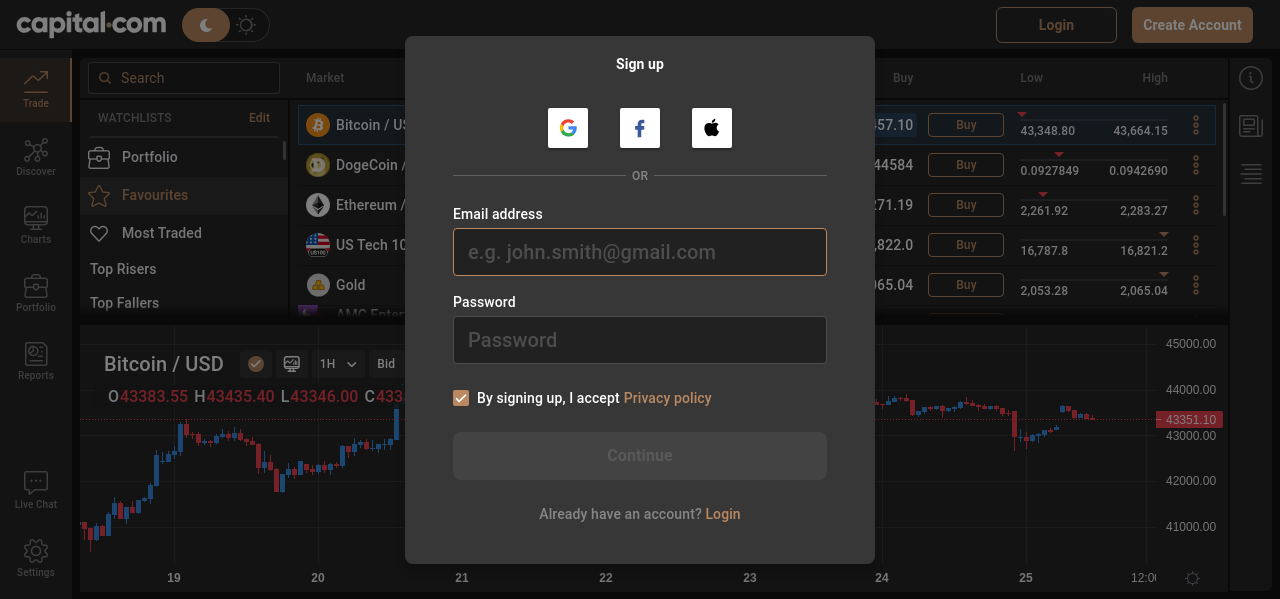 capital.com
Login
Create Account
Sign up
Search
Market
Buy
Low
High
Trade
WATCHLISTS
Edit
Bitcoin /
57.10
Buy
43,348.80
43,664.15
Discover
Portfolio
DogeCoin /
44584
Buy
0.0927849
0.0942690
OR
Favourites
Ethereum /
271.19
Buy
2,261.92
2,283.27
Email address
Charts
e.g. john.smith@gmail.com
Most Traded
US Tech 10
,822.0
Buy
16,787.8
16,821.2
Top Risers
Gold
065.04
Buy
2,053.28
2,065.04
Portfolio
Top Fallers
Password
Password
Bitcoin / USD
1H
Bid
45000.00
Reports
O43383.55 H43435.40 L43346.00 C433
44000.00
By signing up, I accept Privacy policy
43351.10
43000.00
Continue
42000.00
Live Chat
Already have an account? Login
41000.00
Settings
19
20
21
22
23
24
25
12:0